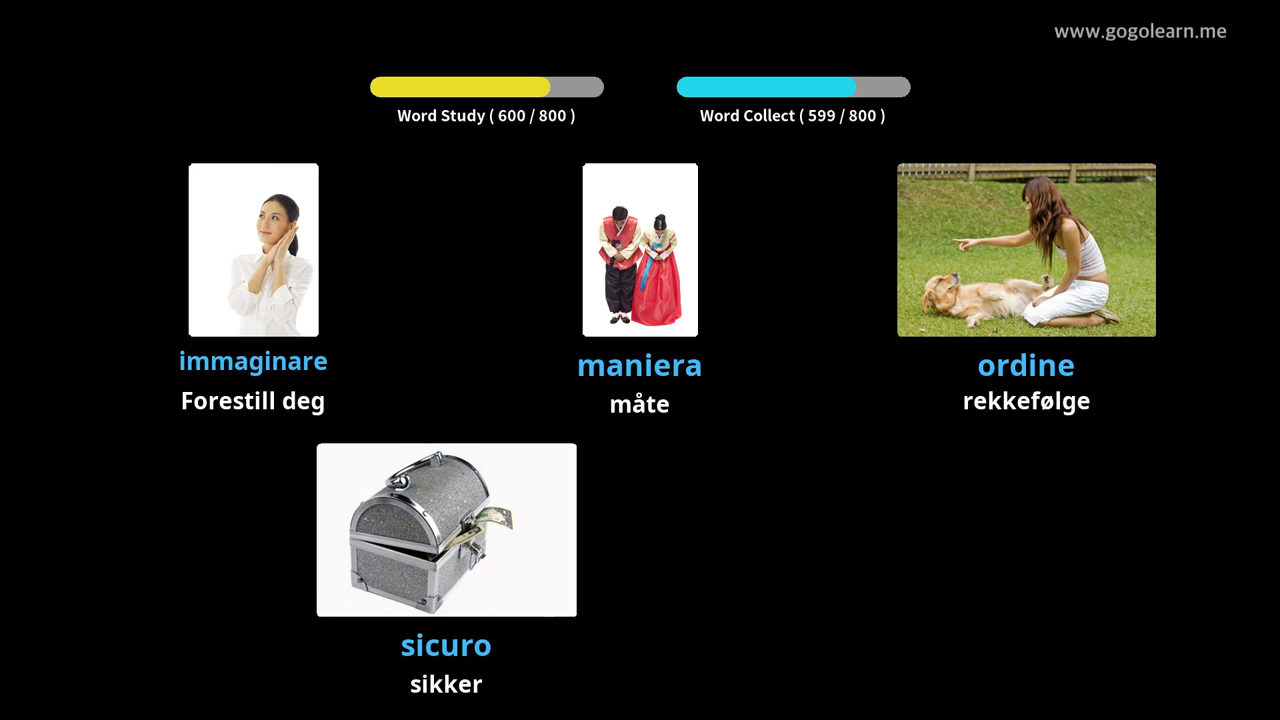 www.gogolearn.me
Word Study ( 600 / 800 )
Word Collect ( 599 / 800 )
immaginare
Forestill deg
maniera
måte
ordine
rekkefølge
sicuro
sikker